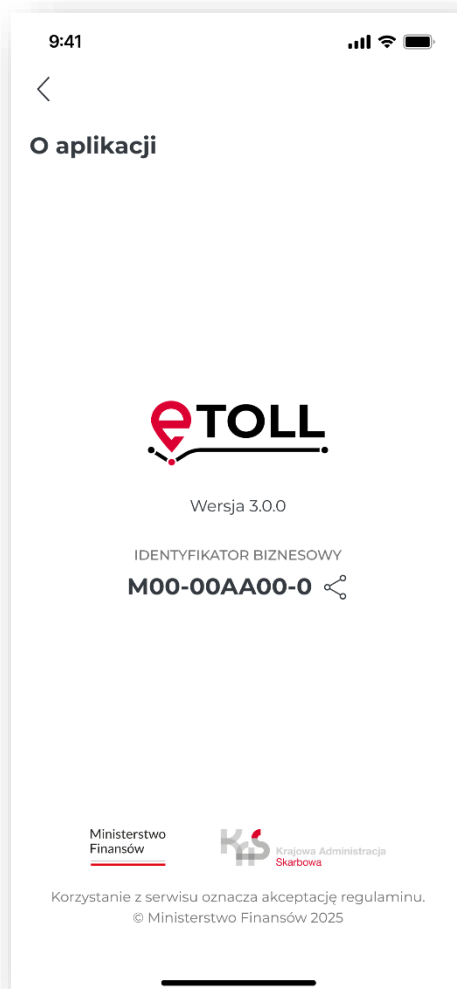 9:41
O aplikacji
eTOLL
Wersja 3.0.0
IDENTYFIKATOR BIZNESOWY
M00-00AA00-0
Ministerstwo
Finansów
KAS Krajowa Administracja
Skarbowa
Korzystanie z serwisu oznacza akceptację regulaminu.
© Ministerstwo Finansów 2025